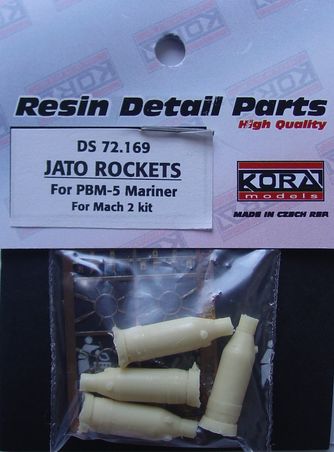 Resin Detail Parts
High Quality
DS 72.169
JATO ROCKETS
For PBM-5 Mariner
For Mach 2 kit
KORA
models
MADE IN CZECH REP.